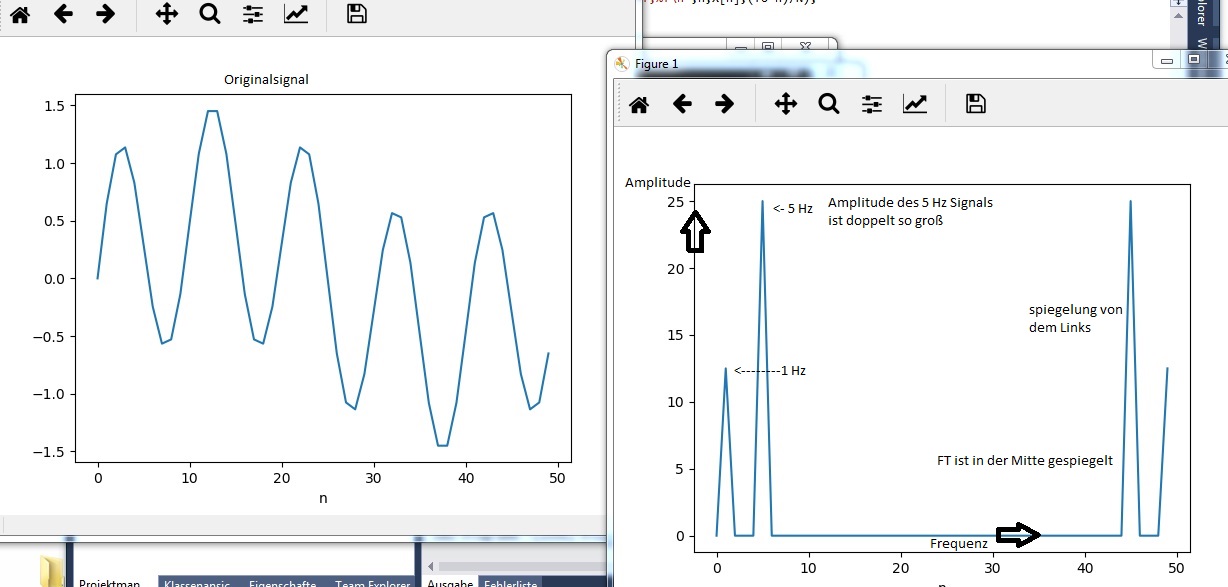 Originalsignal
1.5
1.0
0.5
0.0
−0.5
−1.0
−1.5
0 10 20 30 40 50
n
Figure 1
Amplitude
25
20
15
10
5
0
<- 5 Hz
Amplitude des 5 Hz Signals
ist doppelt so groß
spiegelung von
dem Links
<--------1 Hz
FT ist in der Mitte gespiegelt
Frequenz
0 10 20 30 40 50
Projektman
Klassenansic
Eigenschafte
Team Explorer
Ausgabe
Fehlerliste